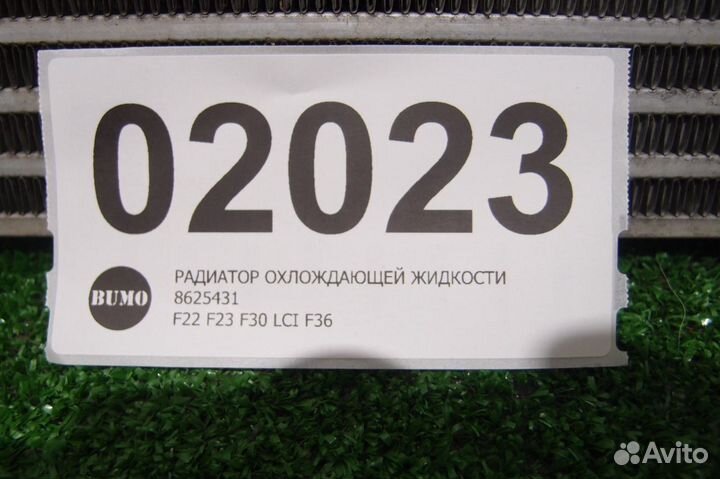 02023
BUMO
РАДИАТОР ОХЛОЖДАЮЩЕЙ ЖИДКОСТИ
8625431
F22 F23 F30 LCI F36
Avito